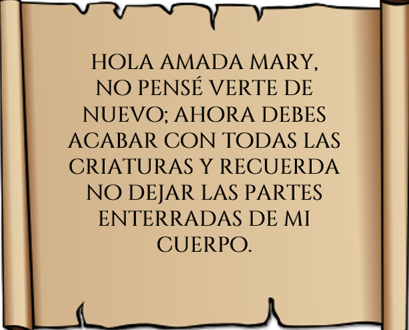 HOLA AMADA MARY,
NO PENSÉ VERTE DE
NUEVO; AHORA DEBES
ACABAR CON TODAS LAS
CRIATURAS Y RECUERDA
NO DEJAR LAS PARTES
ENTERRADAS DE MI
CUERPO.